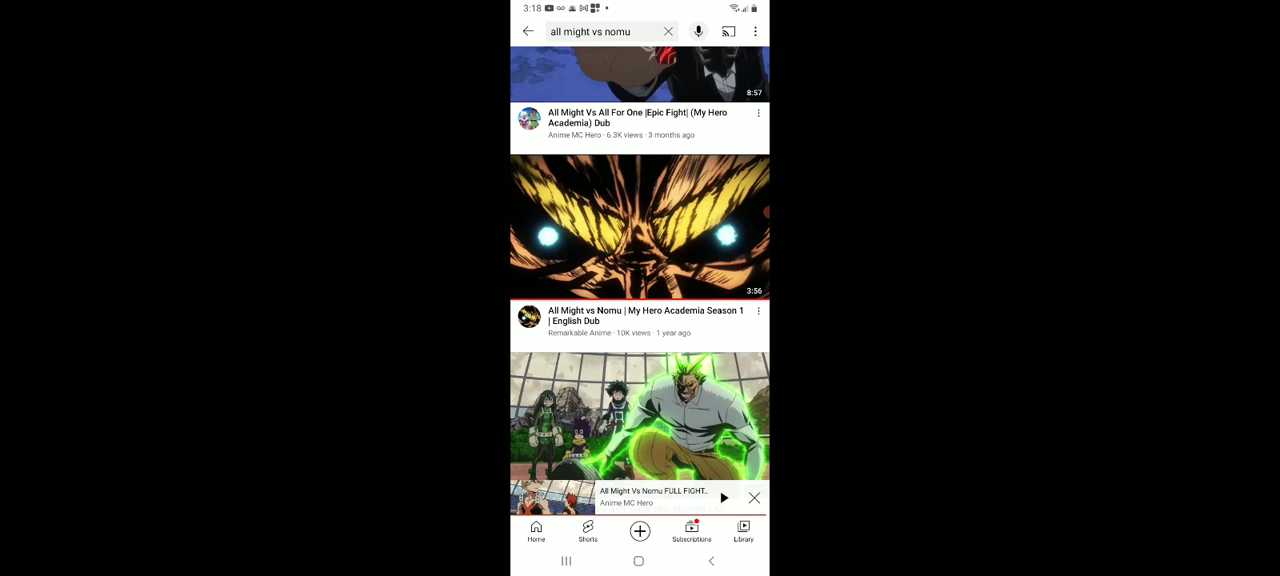 3:18
all might vs nomu
8:57
All Might Vs All For One |Epic Fight| (My Hero
Academia) Dub
Anime MC Hero · 6.3K views · 3 months ago
3:56
All Might vs Nomu | My Hero Academia Season 1
| English Dub
Remarkable Anime · 10K views · 1 year ago
All Might Vs Nomu FULL FIGHT..
Anime MC Hero
Home
Shorts
Subscriptions
Library